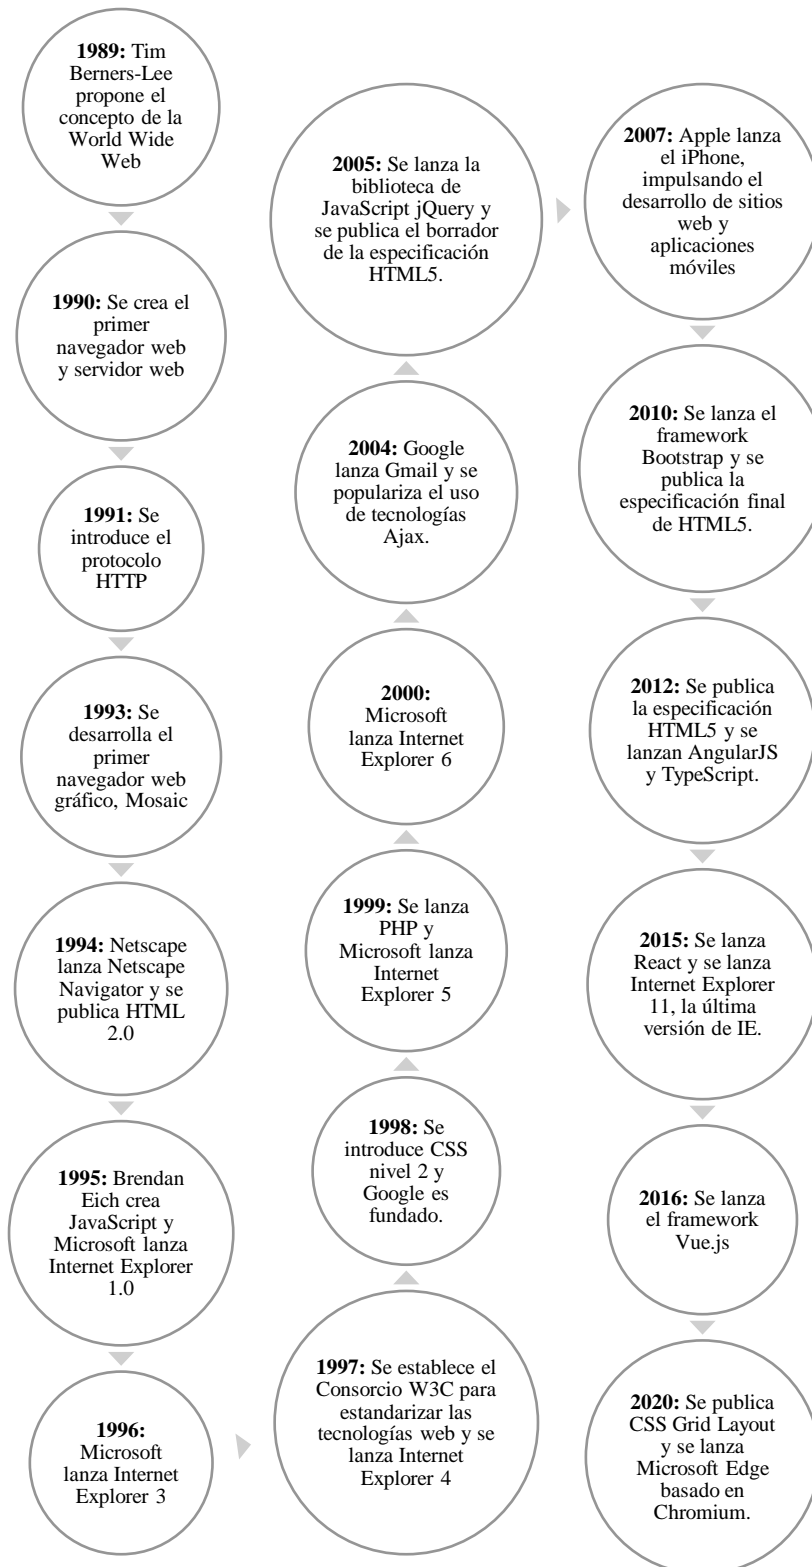 1989: Tim
Berners-Lee
propone el
concepto de la
World Wide
Web
1990: Se crea el
primer
navegador web
y servidor web
1991: Se
introduce el
protocolo
HTTP
1993: Se
desarrolla el
primer
navegador web
gráfico, Mosaic
1994: Netscape
lanza Netscape
Navigator y se
publica HTML
2.0
1995: Brendan
Eich crea
JavaScript y
Microsoft lanza
Internet Explorer
1.0
1996:
Microsoft
lanza Internet
Explorer 3
1997: Se establece el
Consorcio W3C para
estandarizar las
tecnologías web y se
lanza Internet
Explorer 4
1998: Se
introduce CSS
nivel 2 y
Google es
fundado.
1999: Se lanza
PHP y
Microsoft lanza
Internet
Explorer 5
2000:
Microsoft
lanza Internet
Explorer 6
2004: Google
lanza Gmail y se
populariza el uso
de tecnologías
Ajax.
2005: Se lanza la
biblioteca de
JavaScript jQuery y
se publica el borrador
de la especificación
HTML5.
2007: Apple lanza
el iPhone,
impulsando el
desarrollo de sitios
web y
aplicaciones
móviles
2010: Se lanza el
framework
Bootstrap y se
publica la
especificación final
de HTML5.
2012: Se publica
la especificación
HTML5 y se
lanzan AngularJS
y TypeScript.
2015: Se lanza
React y se lanza
Internet Explorer
11, la última
versión de IE.
2016: Se lanza
el framework
Vue.js
2020: Se publica
CSS Grid Layout
y se lanza
Microsoft Edge
basado en
Chromium.